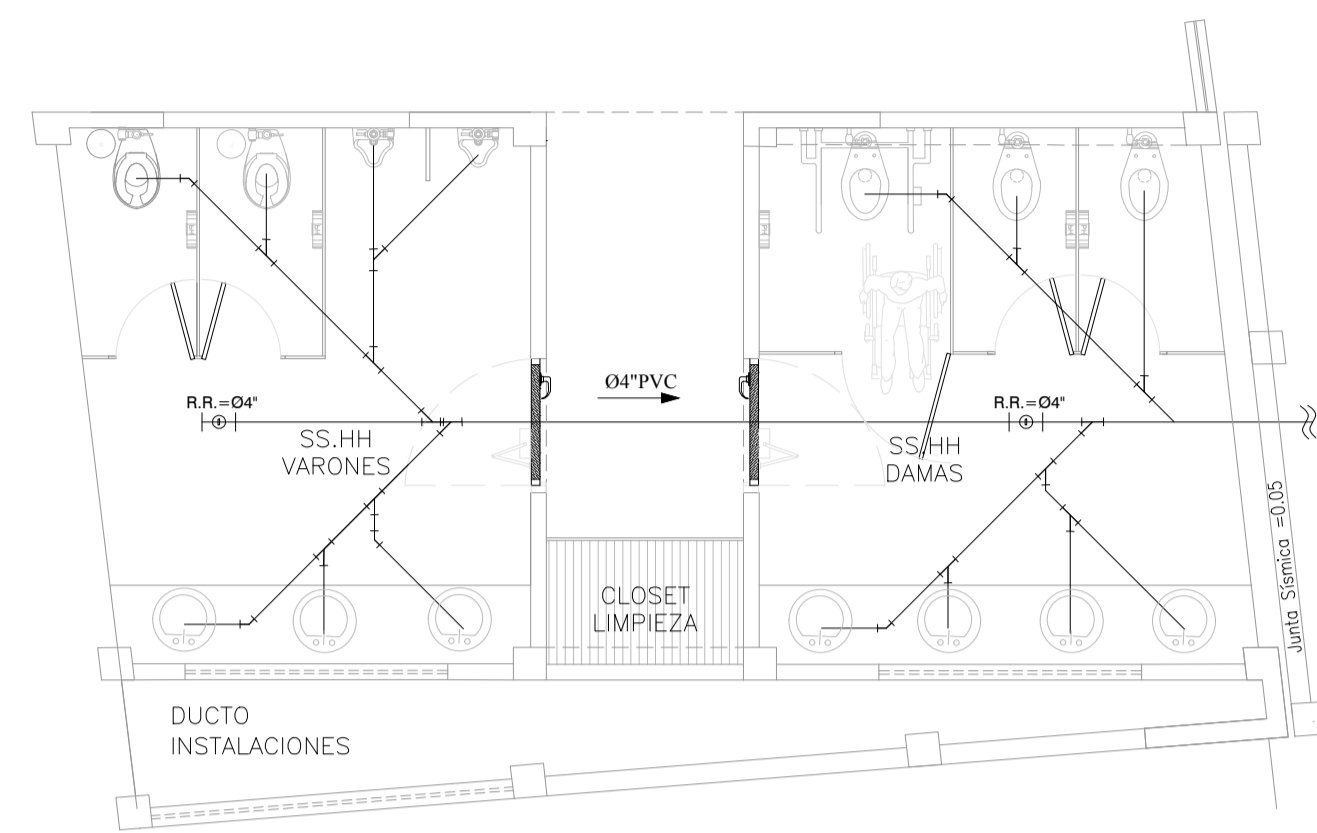 Ø4"PVC
R.R.=Ø4"
R.R.=Ø4"
SS.HH
VARONES
SS.HH
DAMAS
CLOSET
LIMPIEZA
Junta Sísmica =0.05
DUCTO
INSTALACIONES